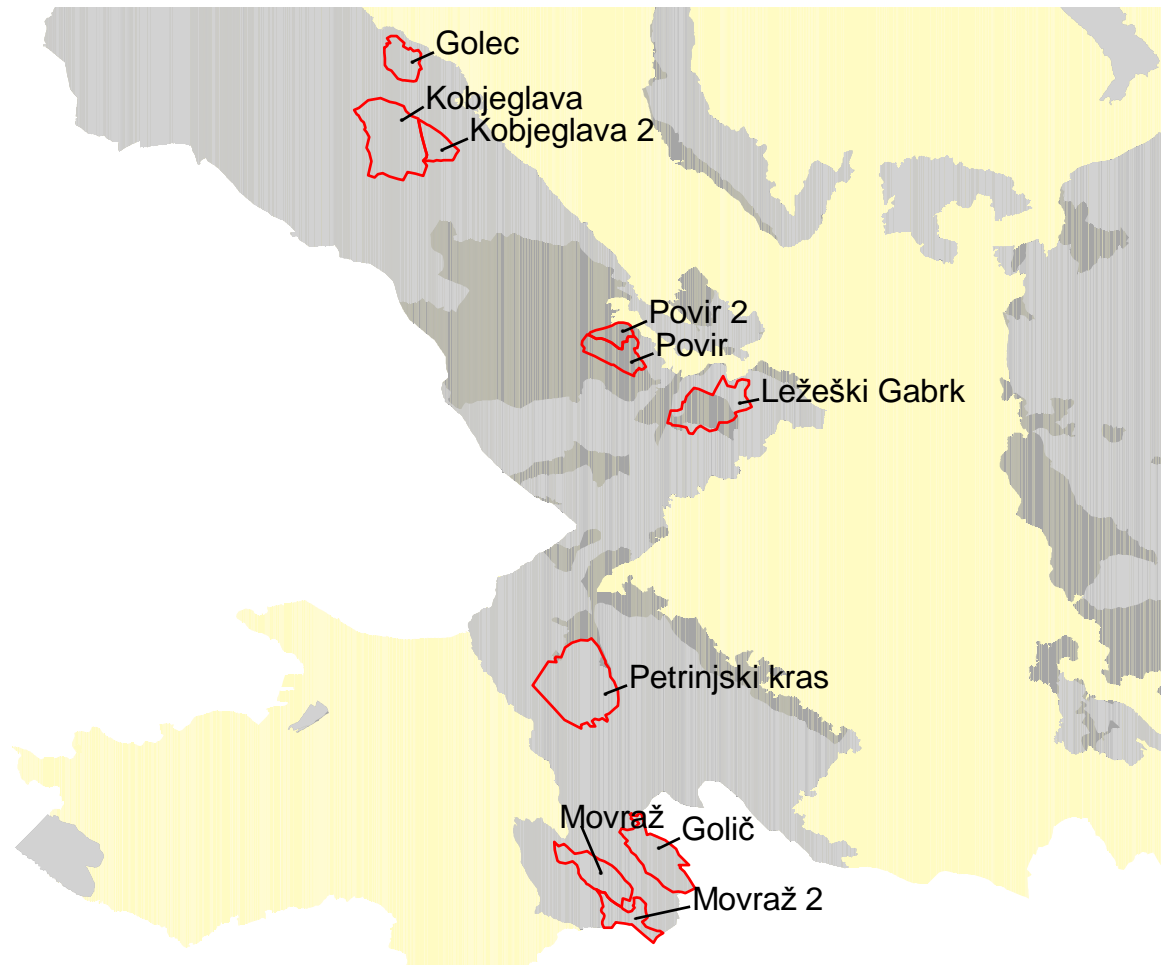 Golec
Kobjeglava
Kobjeglava 2
Povir 2
Povir
Ležeški Gabrk
Petrinjski kras
Movraž
Golič
Movraž 2